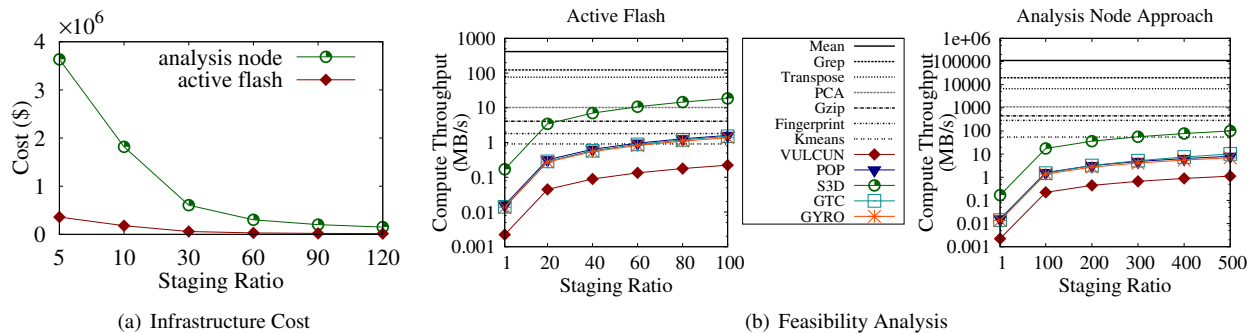 ×10⁶
4
3
2
1
0
Cost ($)
analysis node
active flash
5 10 30 60 90 120
Staging Ratio
(a) Infrastructure Cost
Active Flash
1000
100
10
1
0.1
0.01
0.001
Compute Throughput
(MB/s)
1 20 40 60 80 100
Staging Ratio
Mean
Grep
Transpose
PCA
Gzip
Fingerprint
Kmeans
VULCUN
POP
S3D
GTC
GYRO
Analysis Node Approach
1e+06
100000
10000
1000
100
10
1
0.1
0.01
0.001
Compute Throughput
(MB/s)
1 100 200 300 400 500
Staging Ratio
(b) Feasibility Analysis